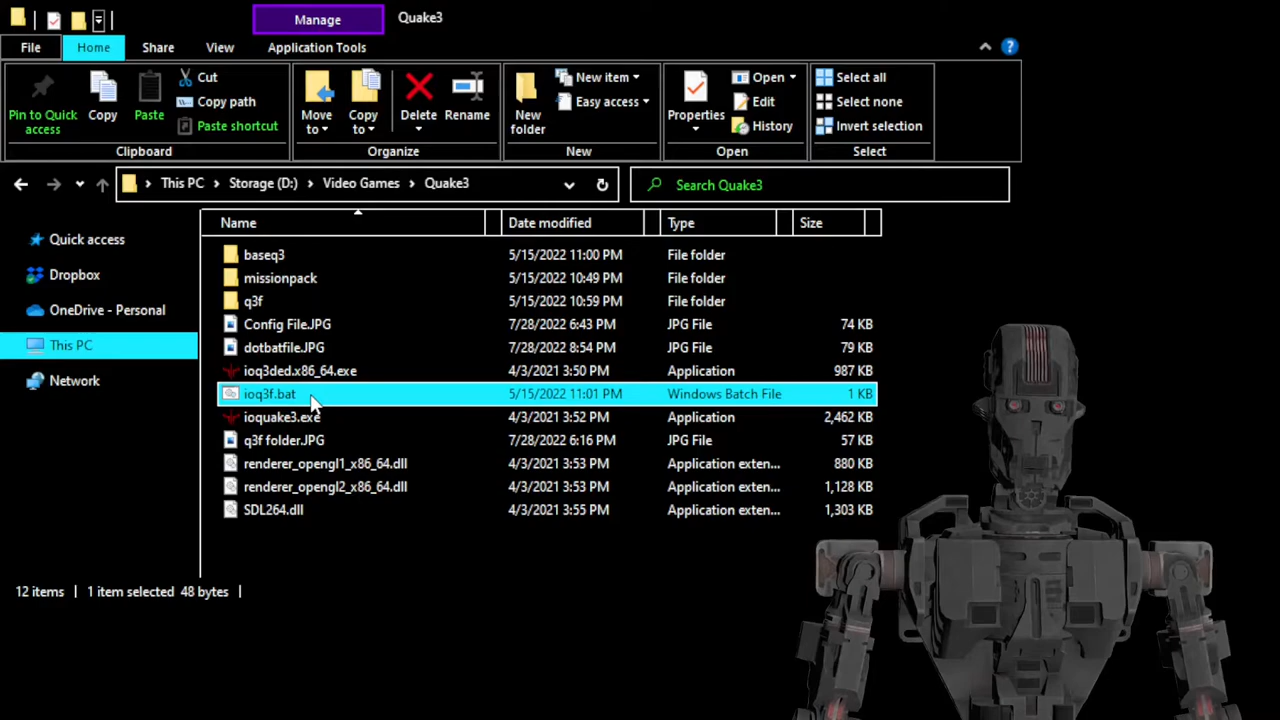 Manage Quake3
File Home Share View Application Tools
Pin to Quick access Copy Paste Cut Copy path Paste shortcut Move to Copy to Delete Rename New folder New item Easy access Properties Open Edit History Select all Select none Invert selection
Clipboard Organize New Open Select
This PC Storage (D:) Video Games Quake3 Search Quake3
Name Date modified Type Size
Quick access
Dropbox
OneDrive - Personal
This PC
Network
baseq3 5/15/2022 11:00 PM File folder
missionpack 5/15/2022 10:49 PM File folder
q3f 5/15/2022 10:59 PM File folder
Config File.JPG 7/28/2022 6:43 PM JPG File 74 KB
dotbatfile.JPG 7/28/2022 8:54 PM JPG File 79 KB
ioq3ded.x86_64.exe 4/3/2021 3:50 PM Application 987 KB
ioq3f.bat 5/15/2022 11:01 PM Windows Batch File 1 KB
ioquake3.exe 4/3/2021 3:52 PM Application 2,462 KB
q3f folder.JPG 7/28/2022 6:16 PM JPG File 57 KB
renderer_opengl1_x86_64.dll 4/3/2021 3:53 PM Application exten... 880 KB
renderer_opengl2_x86_64.dll 4/3/2021 3:53 PM Application exten... 1,128 KB
SDL264.dll 4/3/2021 3:55 PM Application exten... 1,303 KB
12 items 1 item selected 48 bytes